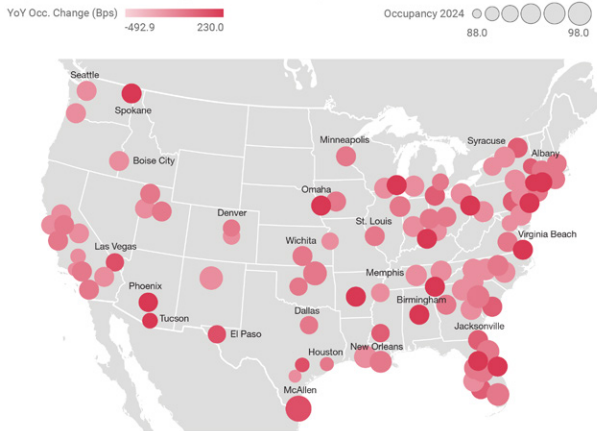 YoY Occ. Change (Bps)
-492.9 230.0
Occupancy 2024
88.0 98.0
Seattle
Spokane
Boise City
Minneapolis
Syracuse
Albany
Omaha
Denver
St. Louis
Wichita
Las Vegas
Virginia Beach
Memphis
Phoenix
Tucson
Birmingham
Dallas
El Paso
Jacksonville
Houston
New Orleans
McAllen